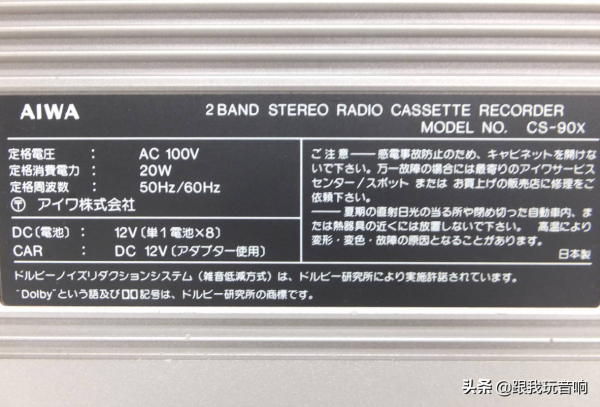 AIWA
2 BAND STEREO RADIO CASSETTE RECORDER
MODEL NO. CS-90X
定格電圧 : AC 100V
定格消費電力 : 20W
定格周波数 : 50Hz/60Hz
〒 アイワ株式会社
DC(電池) : 12V(単1電池×8)
CAR : DC 12V(アダプター使用)
ご注意――感電事故防止のため、キャビネットを開けな
いで下さい。万一故障の場合には最寄りのアイワサービス
センター/スポット または お買上げの販売店に修理をご
依頼下さい。
――夏期の直射日光の当る所や閉め切った自動車内、ま
たは熱器具の近くには放置しないで下さい。 高温により
変形・変色・故障の原因となることがあります。
日本製
ドルビーノイズリダクションシステム(雑音低減方式)は、ドルビー研究所により実施許諾されています。
"Dolby"という語及び記号は、ドルビー研究所の商標です。
头条 @跟我玩音响